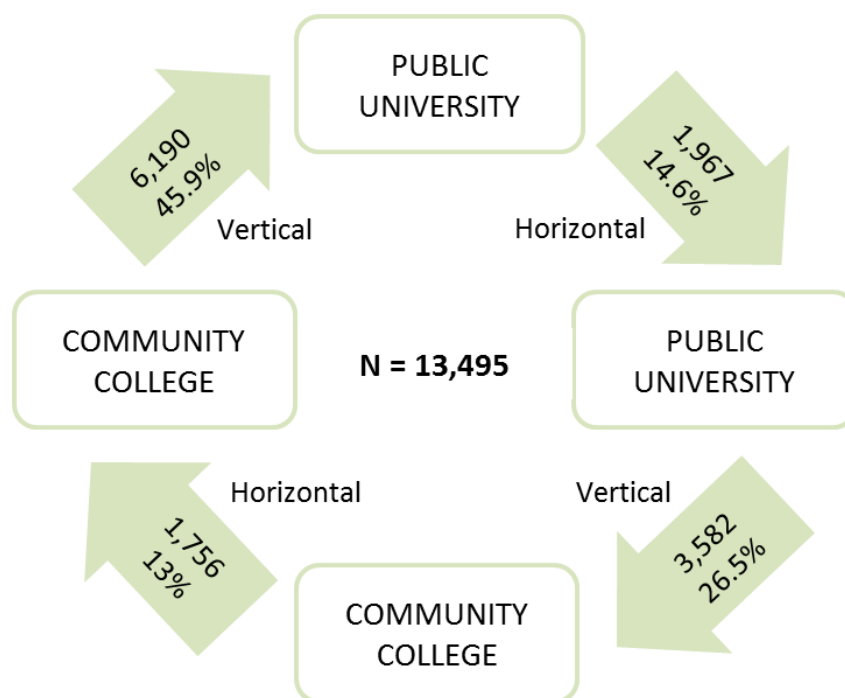 PUBLIC
UNIVERSITY
6,190
45.9%
1,967
14.6%
Vertical
Horizontal
COMMUNITY
COLLEGE
N = 13,495
PUBLIC
UNIVERSITY
Horizontal
Vertical
1,756
13%
3,582
26.5%
COMMUNITY
COLLEGE